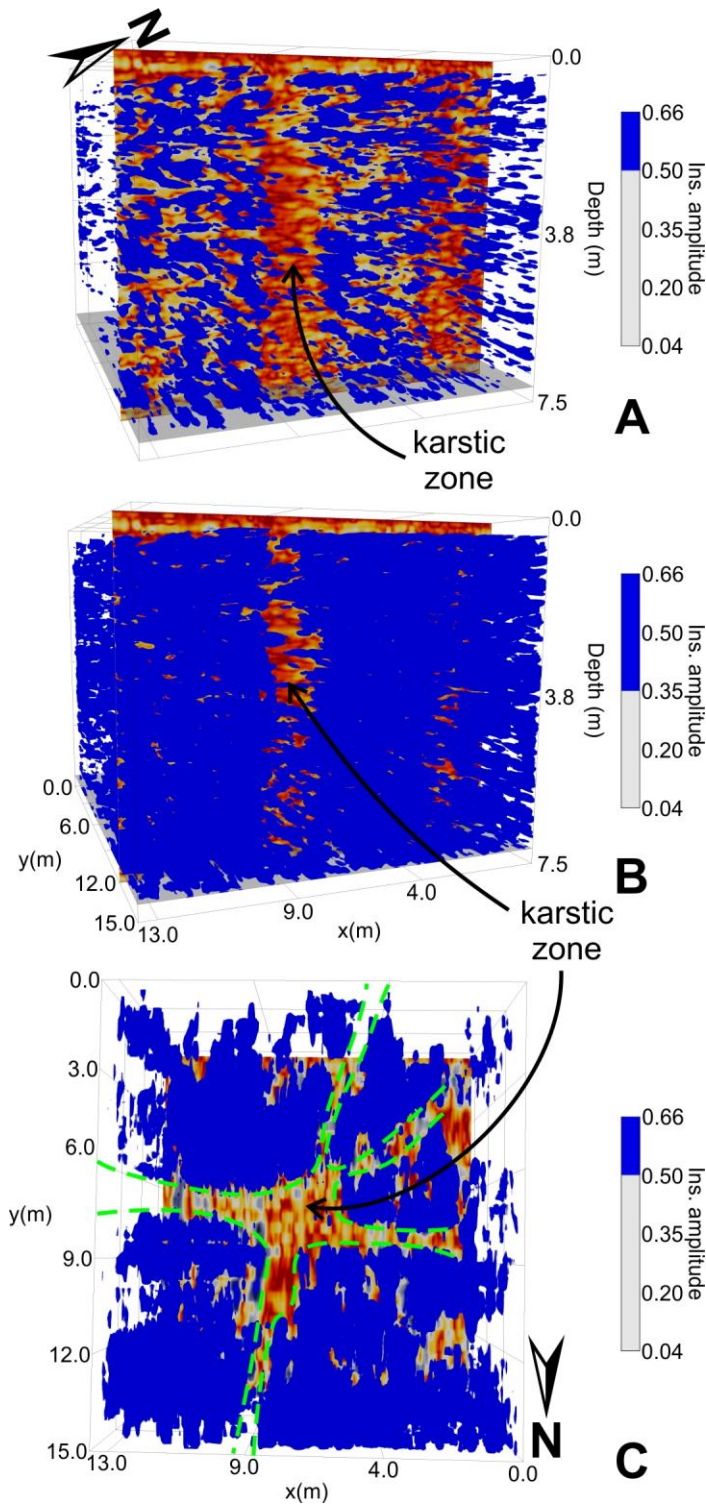 N
0.0
3.8
7.5
Depth (m)
0.66
0.50
0.35
0.20
0.04
Ins. amplitude
A
karstic
zone
0.0
3.8
7.5
Depth (m)
0.66
0.50
0.35
0.20
0.04
Ins. amplitude
B
0.0
6.0
y(m)
12.0
15.0
13.0
9.0
x(m)
4.0
karstic
zone
0.0
3.0
6.0
y(m)
9.0
12.0
15.0
13.0
9.0
x(m)
4.0
0.0
0.66
0.50
0.35
0.20
0.04
Ins. amplitude
N
C